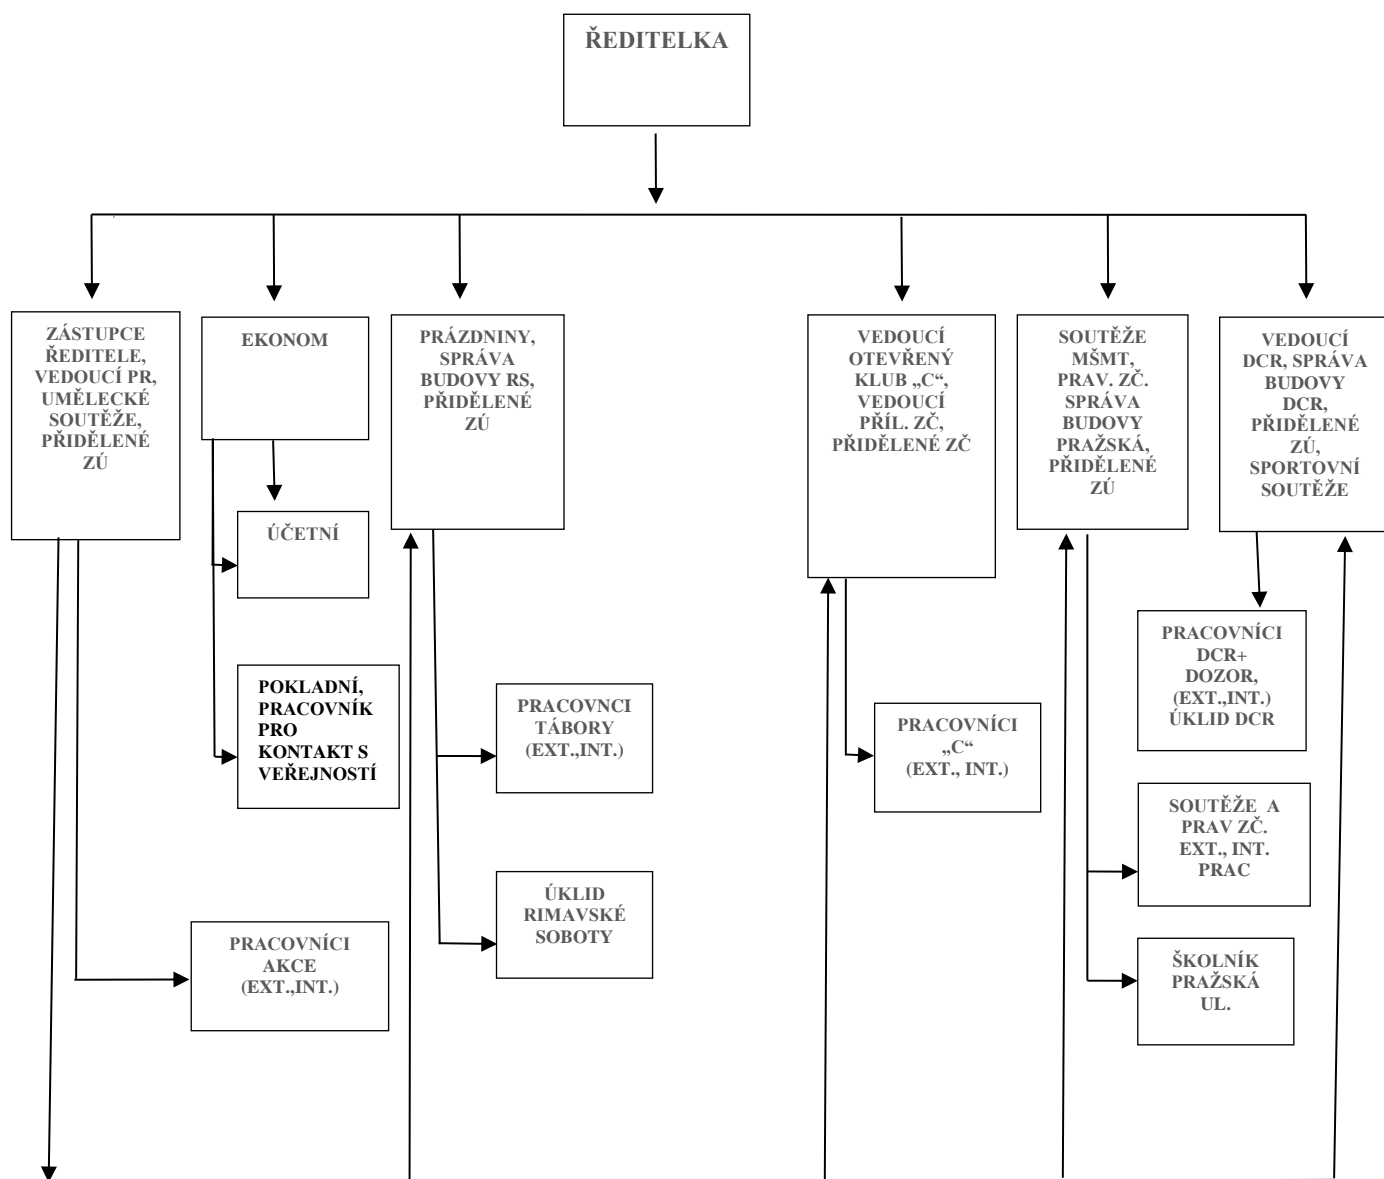 ŘEDITELKA
ZÁSTUPCE
ŘEDITELE,
VEDOUCÍ PR,
UMĚLECKÉ
SOUTĚŽE,
PŘIDĚLENÉ
ZÚ
EKONOM
PRÁZDNINY,
SPRÁVA
BUDOVY RS,
PŘIDĚLENÉ
ZÚ
VEDOUCÍ
OTEVŘENÝ
KLUB „C“,
VEDOUCÍ
PŘÍL. ZČ,
PŘIDĚLENÉ ZČ
SOUTĚŽE
MŠMT,
PRAV. ZČ.
SPRÁVA
BUDOVY
PRAŽSKÁ,
PŘIDĚLENÉ
ZÚ
VEDOUCÍ
DCR, SPRÁVA
BUDOVY
DCR,
PŘIDĚLENÉ
ZÚ,
SPORTOVNÍ
SOUTĚŽE
ÚČETNÍ
POKLADNÍ,
PRACOVNÍK
PRO
KONTAKT S
VEŘEJNOSTÍ
PRACOVNCI
TÁBORY
(EXT.,INT.)
PRACOVNÍCI
„C“
(EXT., INT.)
PRACOVNÍCI
DCR+
DOZOR,
(EXT.,INT.)
ÚKLID DCR
SOUTĚŽE  A
PRAV ZČ.
EXT., INT.
PRAC
ÚKLID
RIMAVSKÉ
SOBOTY
PRACOVNÍCI
AKCE
(EXT.,INT.)
ŠKOLNÍK
PRAŽSKÁ
UL.